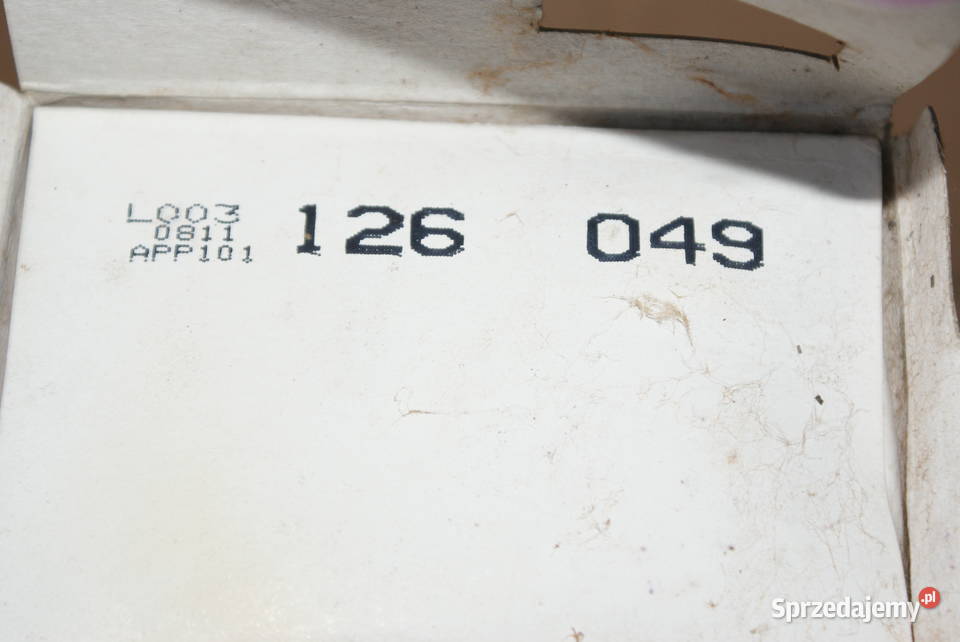 L003
0811
APP101
126 049
Sprzedajemy.pl